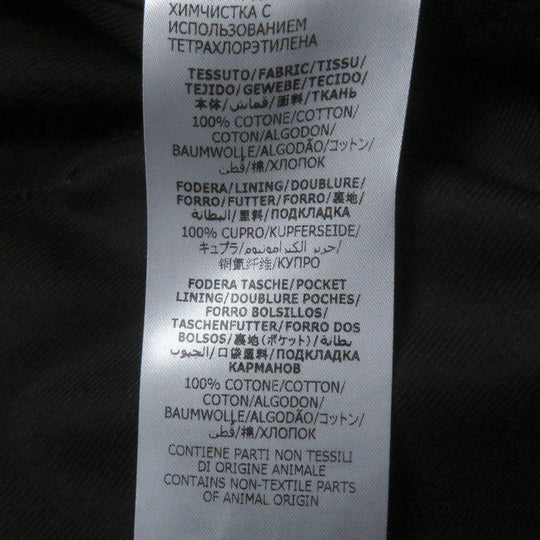 ХИМЧИСТКА С
ИСПОЛЬЗОВАНИЕМ
ТЕТРАХЛОРЭТИЛЕНА
TESSUTO/FABRIC/TISSU/
TEJIDO/GEWEBE/TECIDO/
本体/قماش/面料/ТКАНЬ
100% COTONE/COTTON/
COTON/ALGODON/
BAUMWOLLE/ALGODÃO/コットン/
قطن/棉/ХЛОПОК
FODERA/LINING/DOUBLURE/
FORRO/FUTTER/FORRO/裏地/
البطانة/里料/ПОДКЛАДКА
100% CUPRO/KUPFERSEIDE/
キュプラ/حرير الكبرامونيوم/
铜氨纤维/КУПРО
FODERA TASCHE/POCKET
LINING/DOUBLURE POCHES/
FORRO BOLSILLOS/
TASCHENFUTTER/FORRO DOS
BOLSOS/裏地(ポケット)/بطانة
الجيوب/口袋里料/ПОДКЛАДКА
КАРМАНОВ
100% COTONE/COTTON/
COTON/ALGODON/
BAUMWOLLE/ALGODÃO/コットン/
قطن/棉/ХЛОПОК
CONTIENE PARTI NON TESSILI
DI ORIGINE ANIMALE
CONTAINS NON-TEXTILE PARTS
OF ANIMAL ORIGIN